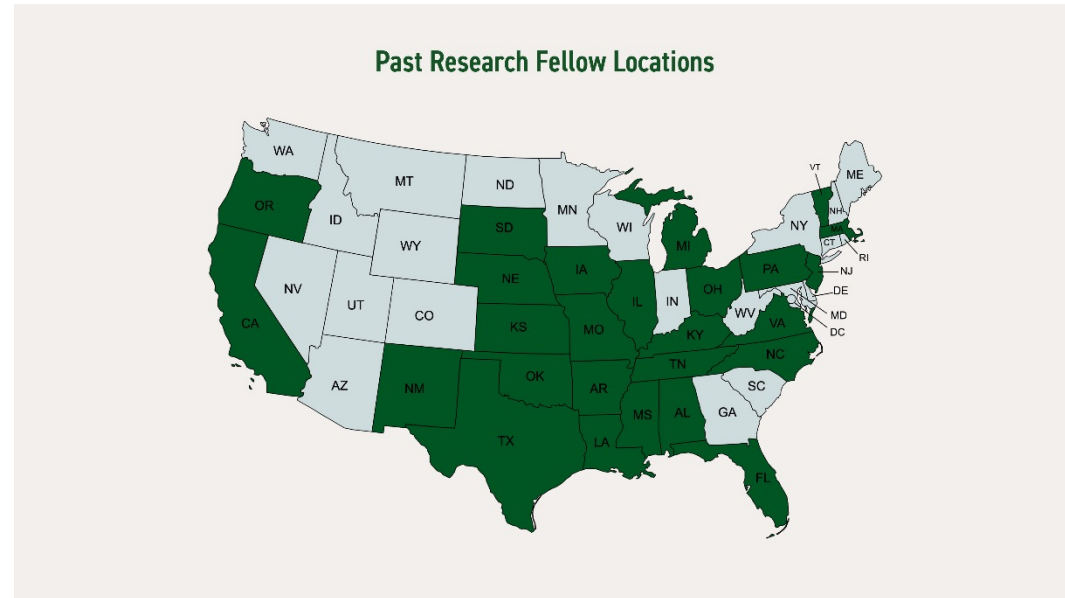 Past Research Fellow Locations
WA
MT
ND
MN
WI
VT
ME
NH
NY
MA
CT
RI
OR
ID
WY
SD
MI
IA
NE
PA
NJ
NV
UT
CO
IL
IN
OH
DE
WV
MD
DC
CA
KS
MO
KY
VA
AZ
NM
OK
AR
TN
NC
SC
TX
LA
MS
AL
GA
FL